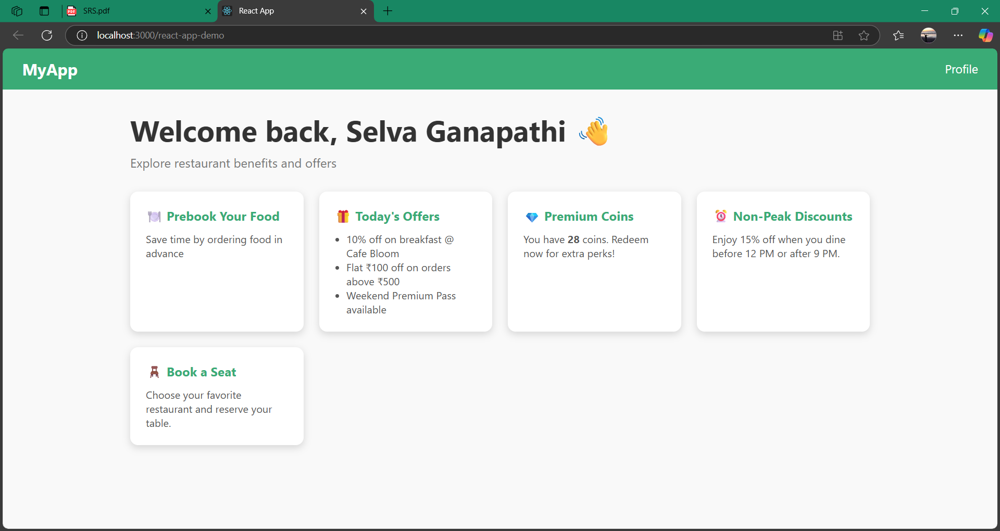 SRS.pdf
React App
localhost:3000/react-app-demo
MyApp
Profile
Welcome back, Selva Ganapathi 👋
Explore restaurant benefits and offers
🍽️ Prebook Your Food
Save time by ordering food in
advance
🎁 Today's Offers
• 10% off on breakfast @
Cafe Bloom
• Flat ₹100 off on orders
above ₹500
• Weekend Premium Pass
available
💎 Premium Coins
You have 28 coins. Redeem
now for extra perks!
⏰ Non-Peak Discounts
Enjoy 15% off when you dine
before 12 PM or after 9 PM.
🪑 Book a Seat
Choose your favorite
restaurant and reserve your
table.